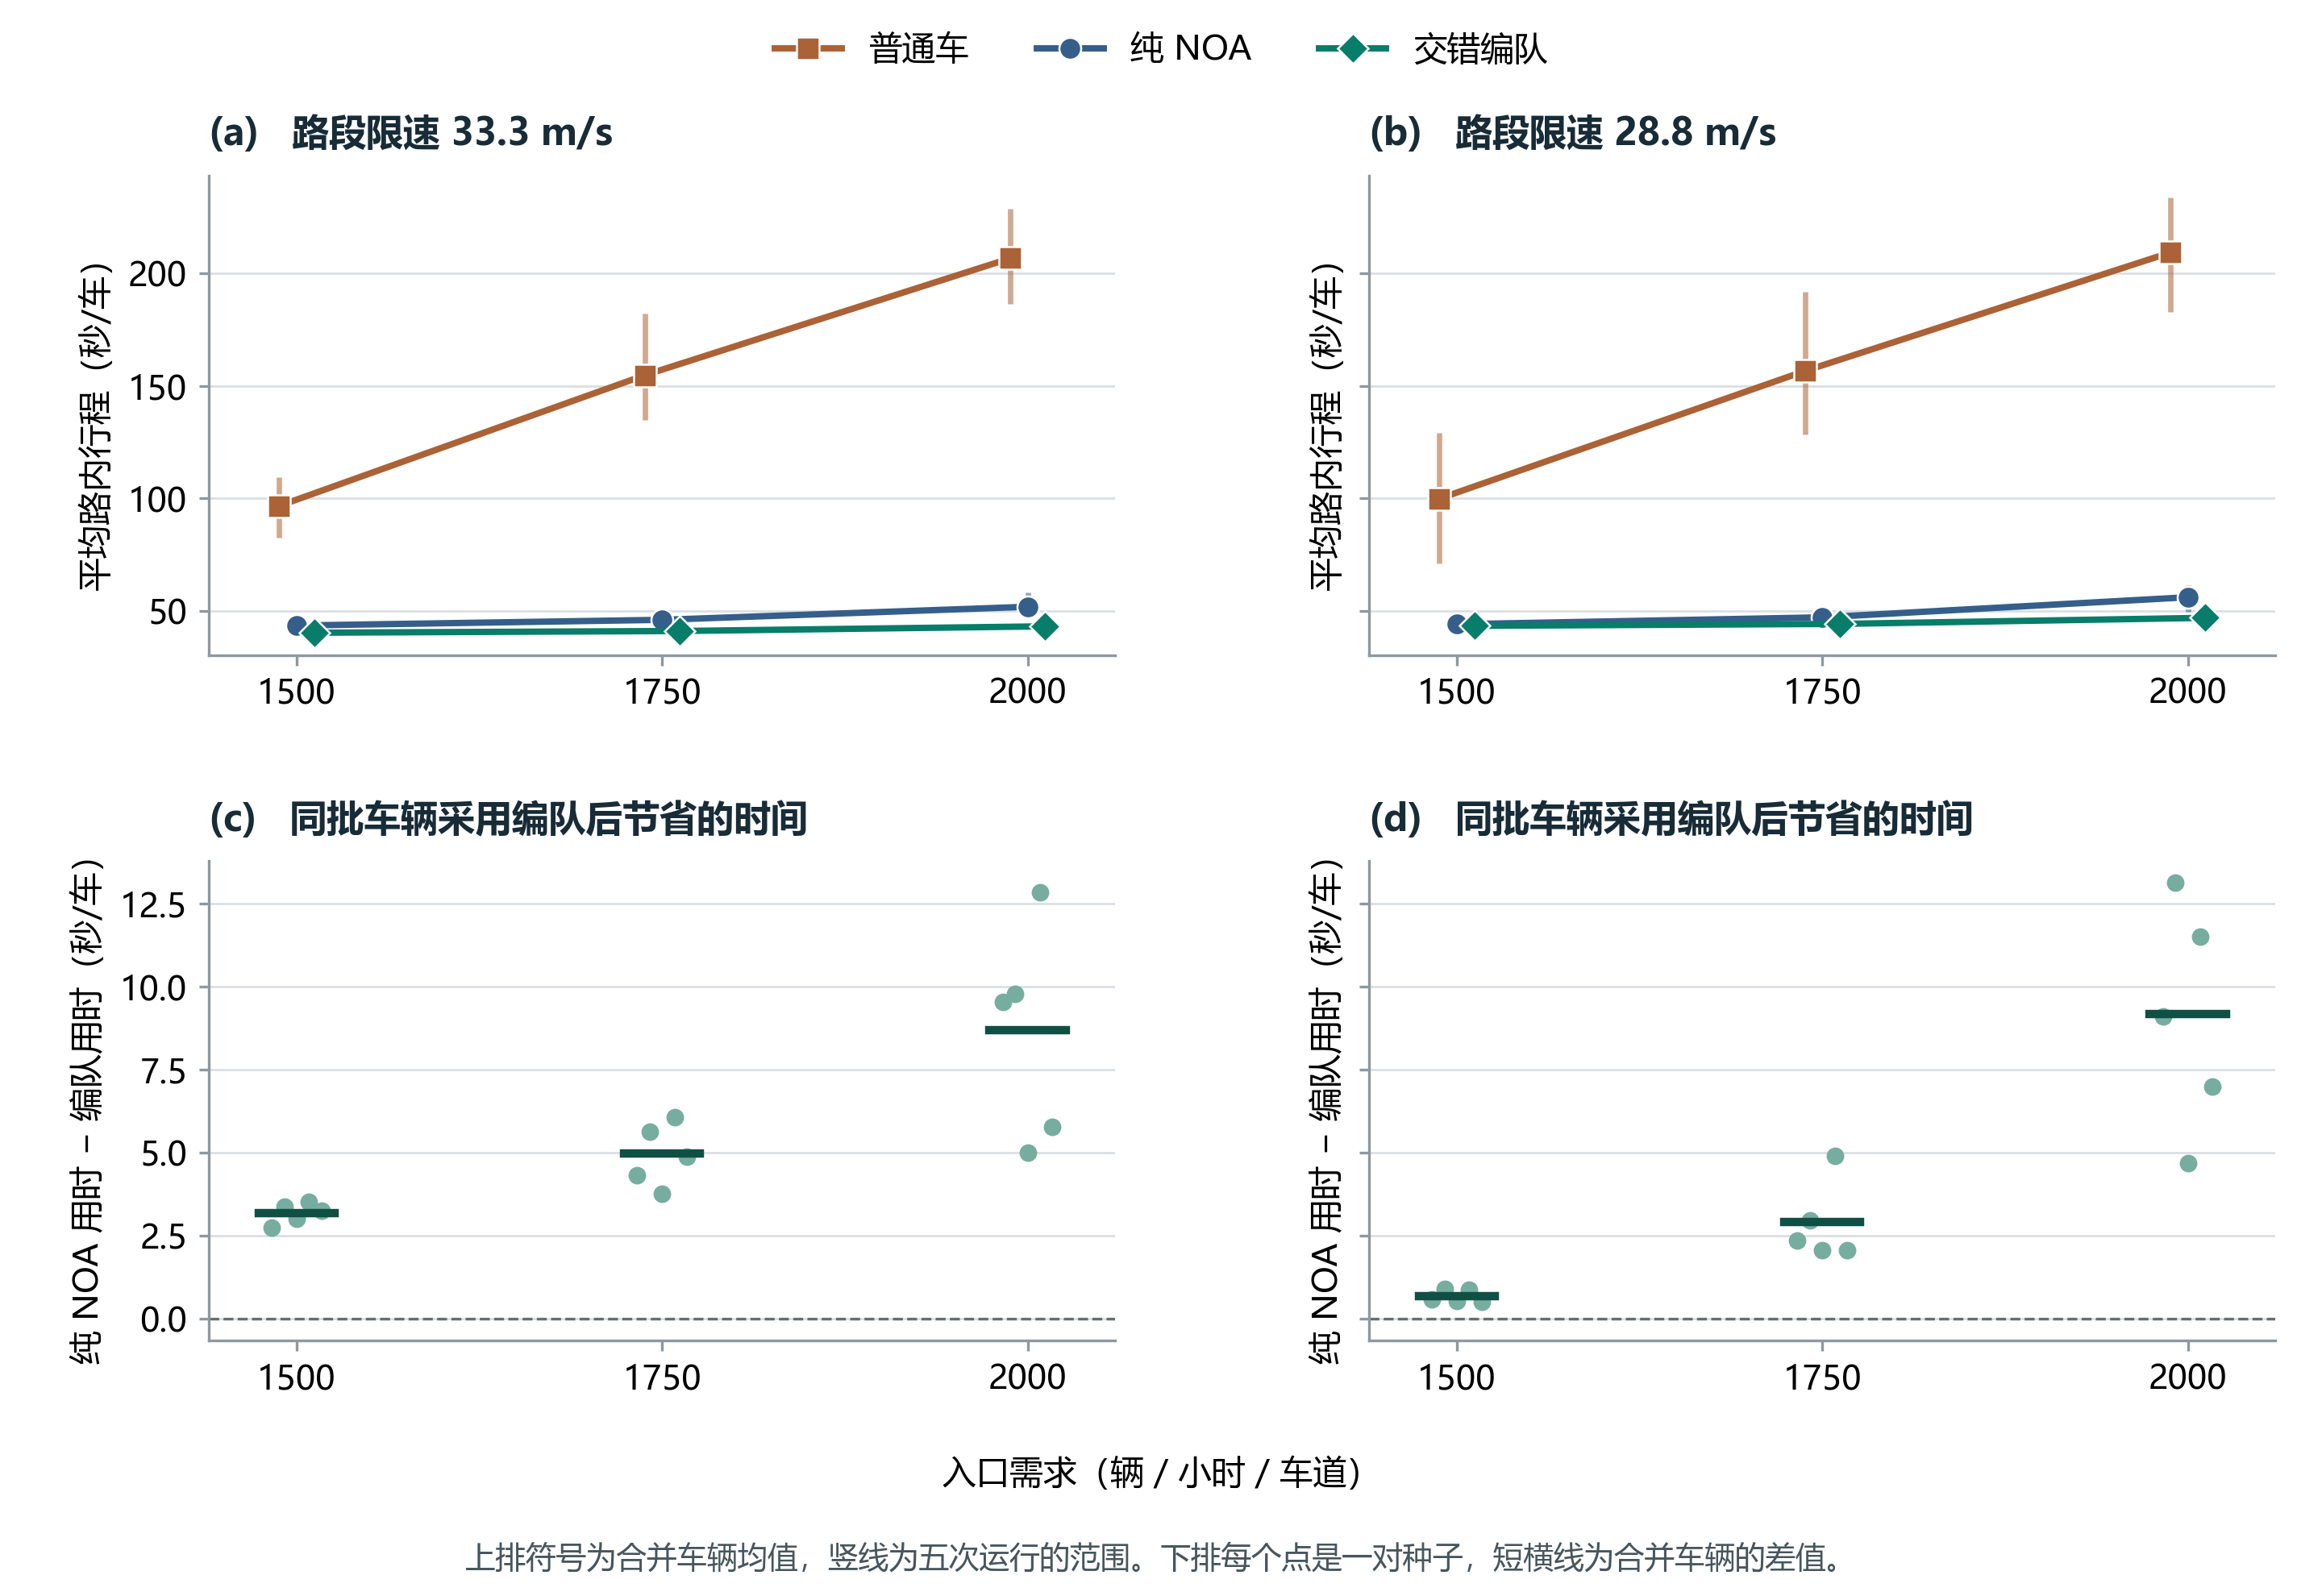 普通车
纯 NOA
交错编队
(a) 路段限速 33.3 m/s
平均路内行程（秒/车）
200
150
100
50
1500
1750
2000
(b) 路段限速 28.8 m/s
平均路内行程（秒/车）
1500
1750
2000
(c) 同批车辆采用编队后节省的时间
纯 NOA 用时 − 编队用时（秒/车）
12.5
10.0
7.5
5.0
2.5
0.0
1500
1750
2000
(d) 同批车辆采用编队后节省的时间
纯 NOA 用时 − 编队用时（秒/车）
1500
1750
2000
入口需求（辆 / 小时 / 车道）
上排符号为合并车辆均值，竖线为五次运行的范围。下排每个点是一对种子，短横线为合并车辆的差值。